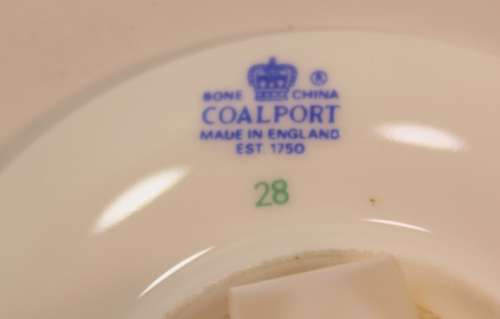 ®
BONE CHINA
COALPORT
MADE IN ENGLAND
EST. 1750
28